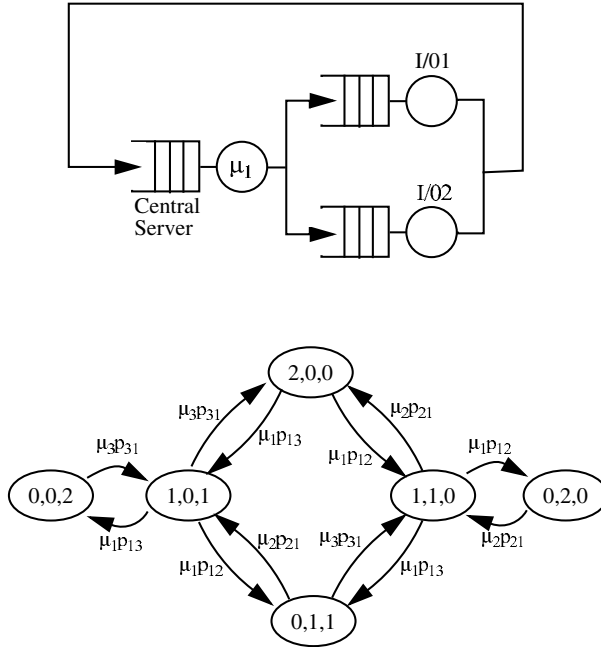 I/01
μ1
Central
Server
I/02
2,0,0
μ3p31
μ2p21
μ1p13
μ1p12
μ3p31
μ1p12
0,0,2
1,0,1
1,1,0
0,2,0
μ1p13
μ2p21
μ3p31
μ2p21
μ1p12
μ1p13
0,1,1